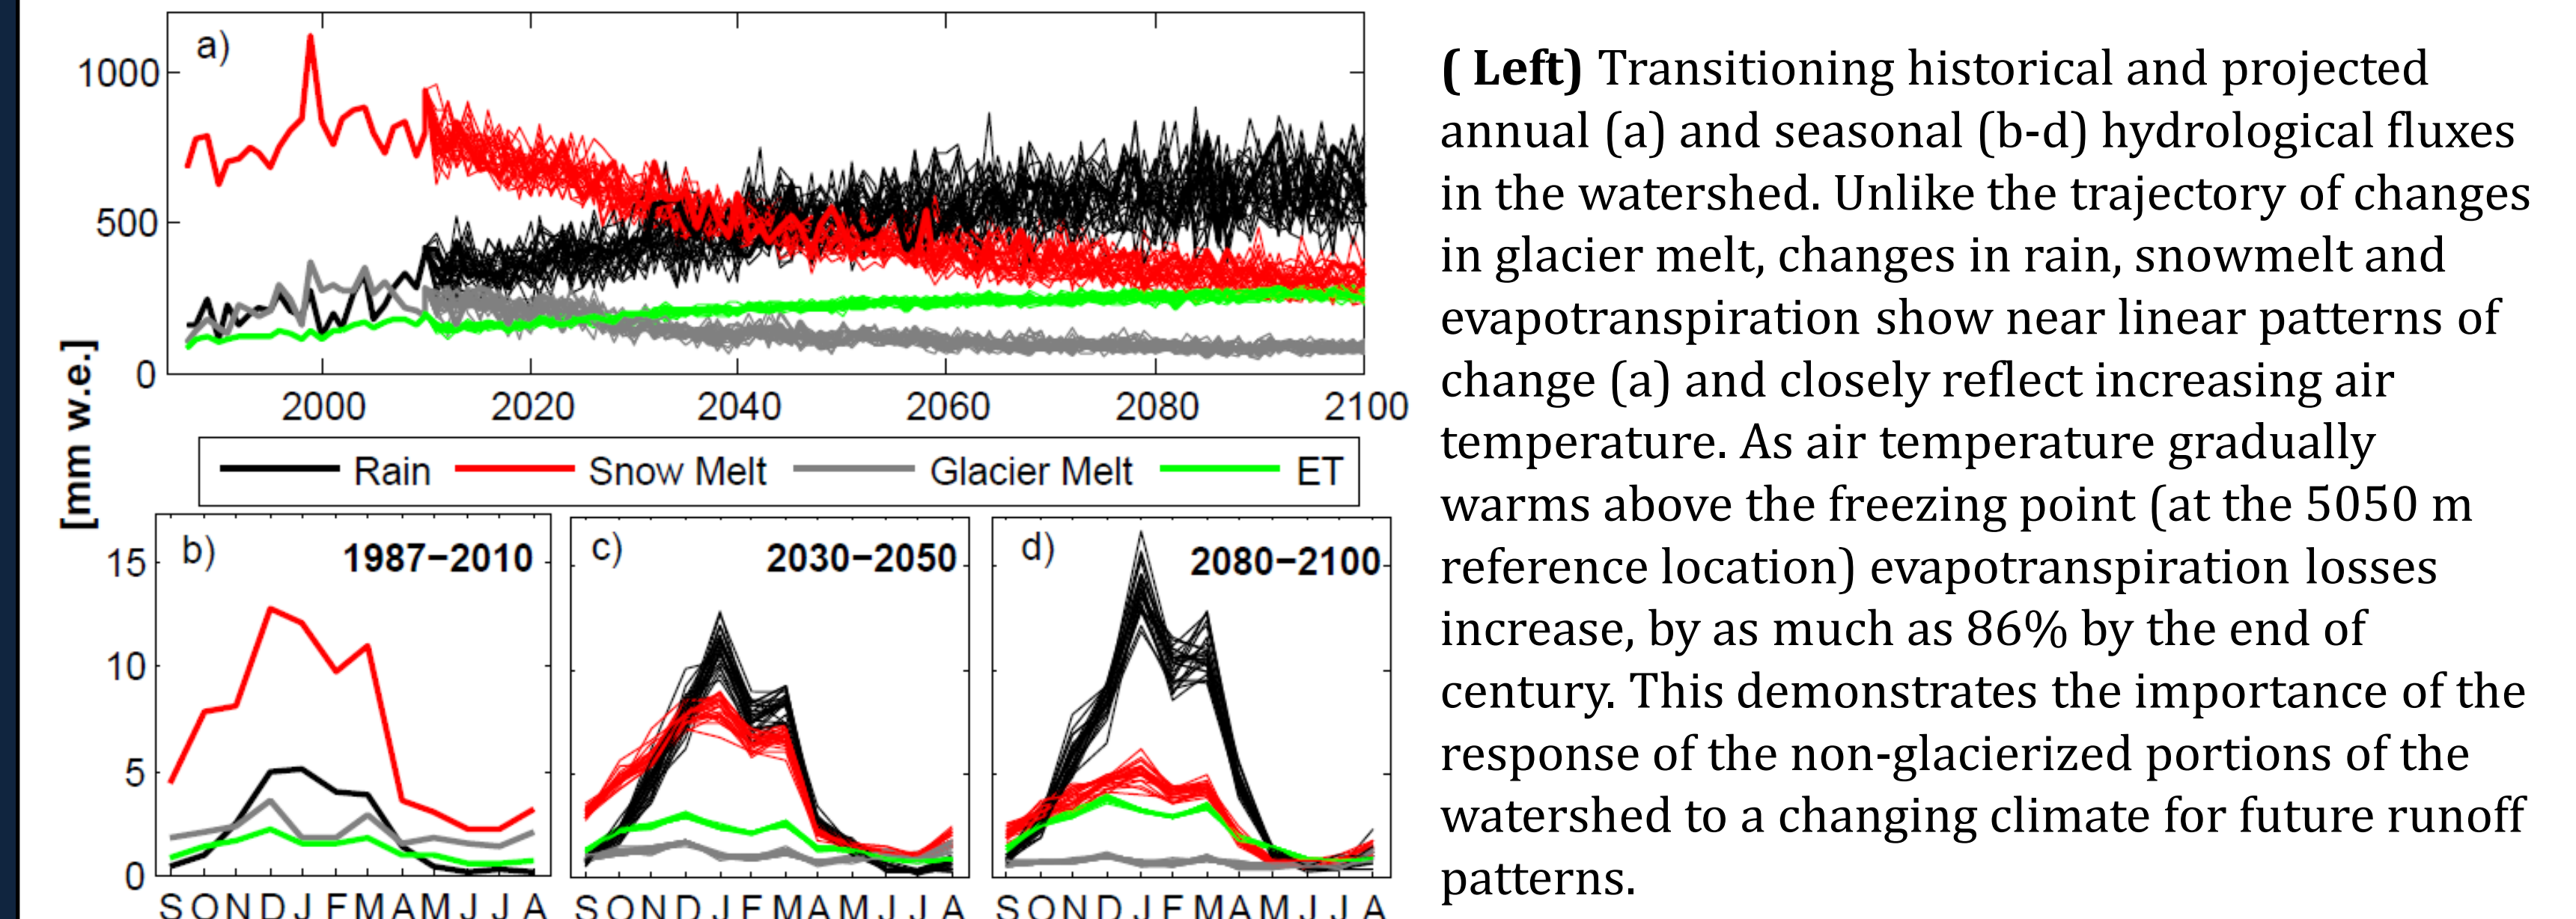 a)
1000
500
0
2000 2020 2040 2060 2080 2100
[mm w.e.]
Rain Snow Melt Glacier Melt ET
b) 1987−2010
c) 2030−2050
d) 2080−2100
15
10
5
0
S O N D J F M A M J J A
S O N D J F M A M J J A
S O N D J F M A M J J A
( Left) Transitioning historical and projected
annual (a) and seasonal (b-d) hydrological fluxes
in the watershed. Unlike the trajectory of changes
in glacier melt, changes in rain, snowmelt and
evapotranspiration show near linear patterns of
change (a) and closely reflect increasing air
temperature. As air temperature gradually
warms above the freezing point (at the 5050 m
reference location) evapotranspiration losses
increase, by as much as 86% by the end of
century. This demonstrates the importance of the
response of the non-glacierized portions of the
watershed to a changing climate for future runoff
patterns.